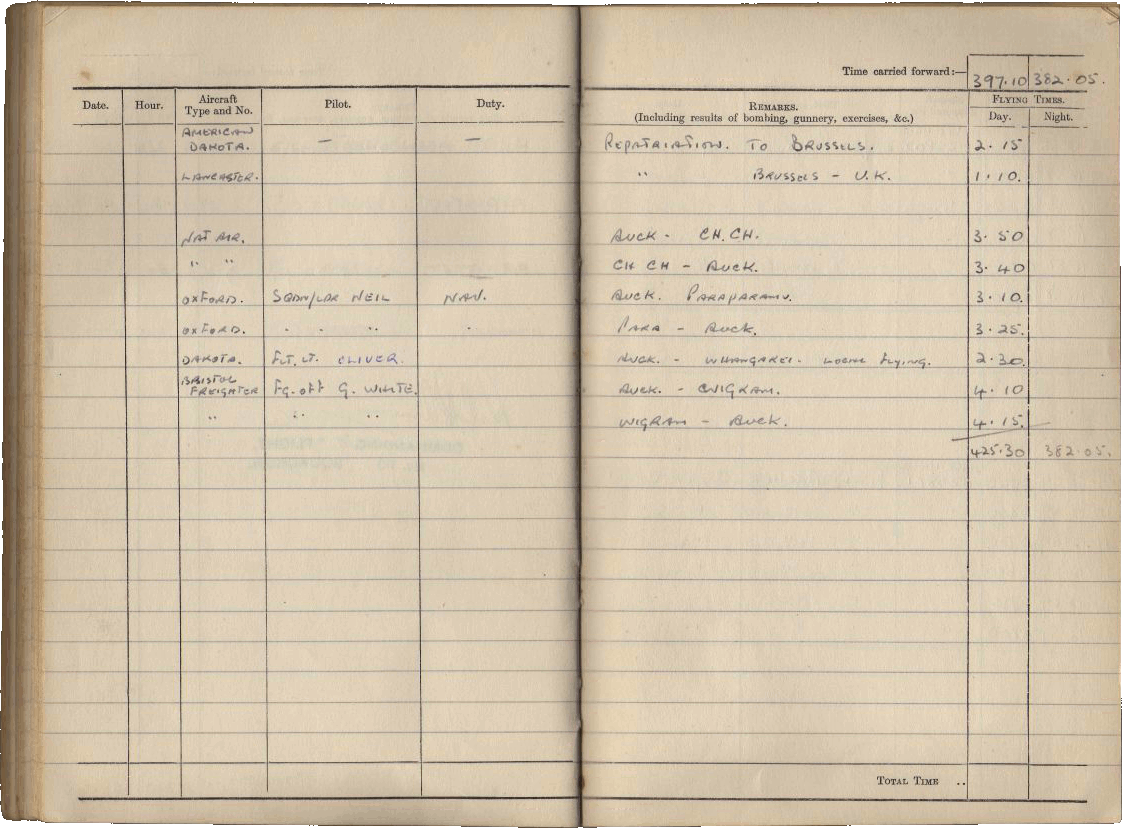 Time carried forward:— 397.10 382.05.
Date. Hour. Aircraft Type and No. Pilot. Duty. REMARKS. (Including results of bombing, gunnery, exercises, &c.) FLYING TIMES. Day. Night.
AMERICAN DAKOTA. — — REPATRIATION. TO BRUSSELS. 2.15
LANCASTER. " BRUSSELS - U.K. 1.10.
NAT AIR. AUCK - CH.CH. 3.50
" " CH CH - AUCK. 3.40
OXFORD. SQDN/LDR NEIL NAV. AUCK. PARAPARAMU. 3.10.
OXFORD. " " " " PARA - AUCK. 3.25.
DAKOTA. FLT. LT. CLIVER. AUCK. - WHANGAREI. LOCAL FLYING. 2.30
BRISTOL FREIGHTER FG. OFF G. WHITE. AUCK. - WIGRAM. 4.10
" " " " WIGRAM - AUCK. 4.15.
425.30 382.05.
TOTAL TIME ..